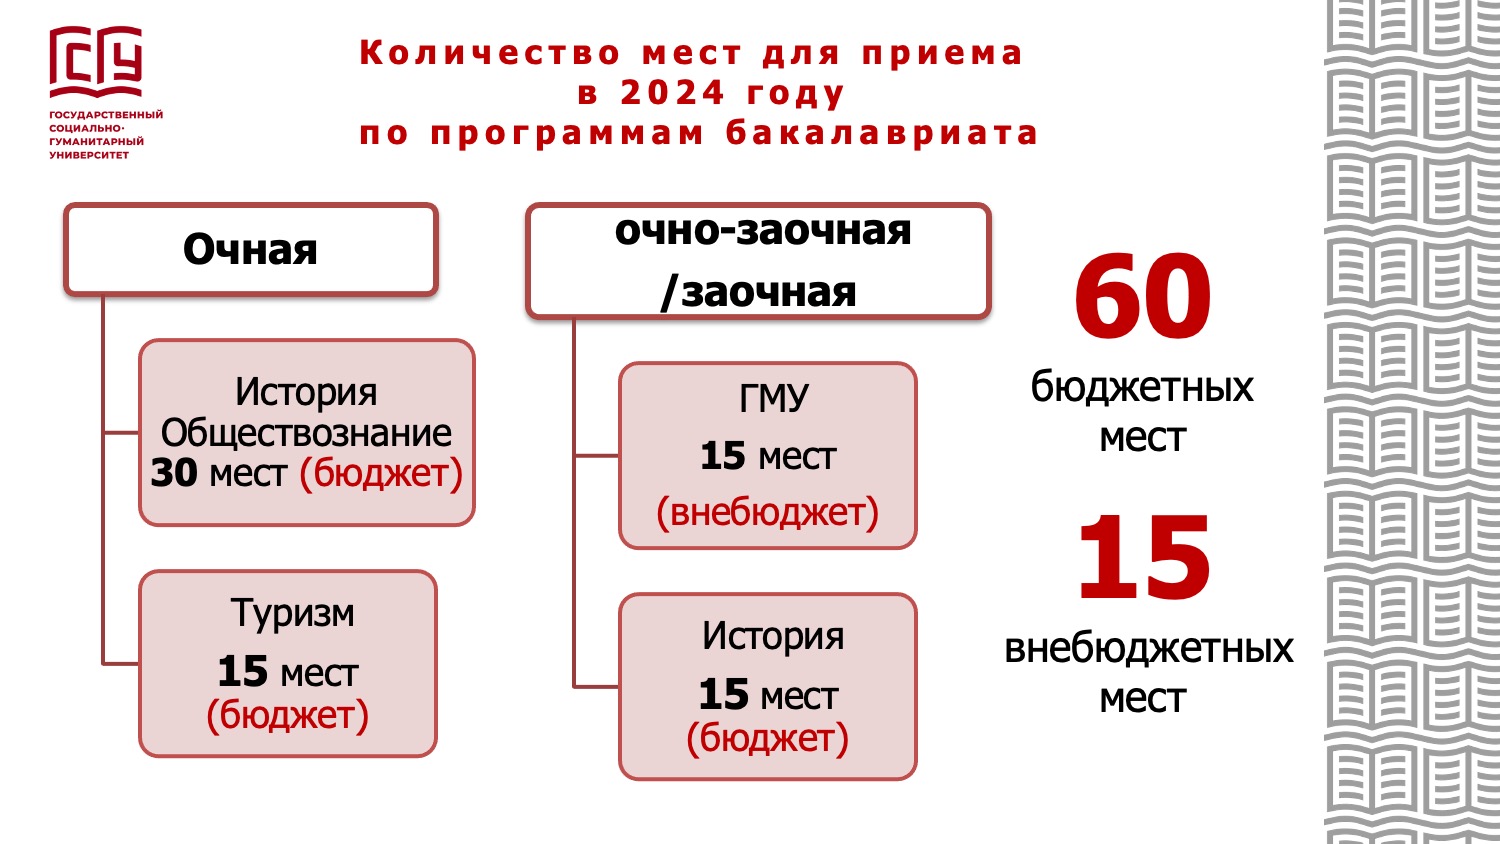 ГСГУ
ГОСУДАРСТВЕННЫЙ
СОЦИАЛЬНО-
ГУМАНИТАРНЫЙ
УНИВЕРСИТЕТ
Количество мест для приема
в 2024 году
по программам бакалавриата
Очная
История
Обществознание
30 мест (бюджет)
Туризм
15 мест
(бюджет)
очно-заочная
/заочная
ГМУ
15 мест
(внебюджет)
История
15 мест
(бюджет)
60
бюджетных
мест
15
внебюджетных
мест